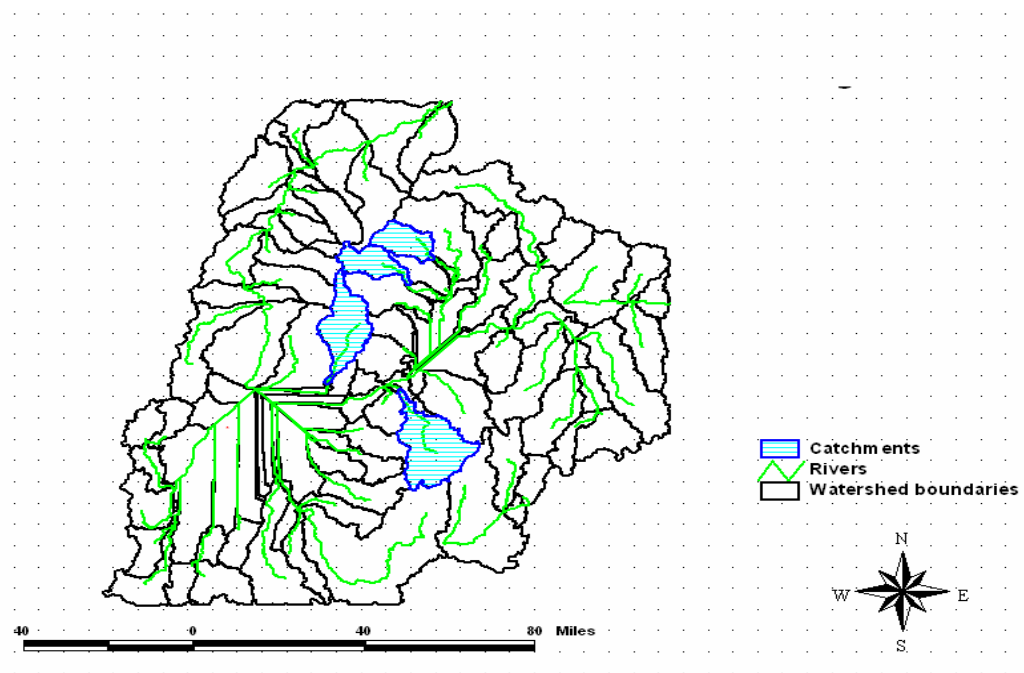 Catchments
Rivers
Watershed boundaries
N
W E
S
40 0 40 80 Miles